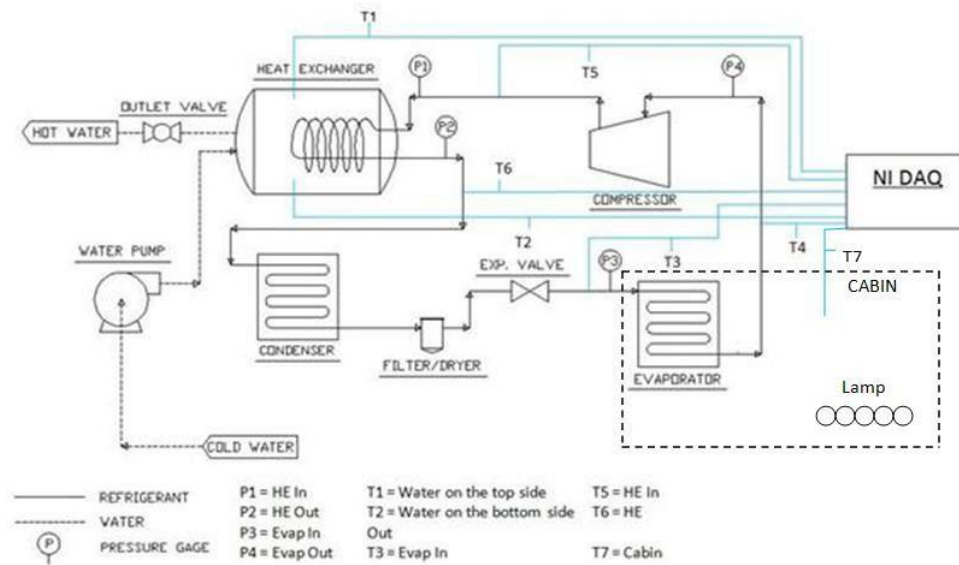 T1
HEAT EXCHANGER
P1
T5
P4
OUTLET VALVE
HOT WATER
P2
NI DAQ
T6
COMPRESSOR
T2
T3
T4
T7
WATER PUMP
EXP. VALVE
P3
CABIN
CONDENSER
FILTER/DRYER
EVAPORATOR
Lamp
COLD WATER
REFRIGERANT
WATER
P PRESSURE GAGE
P1 = HE In
P2 = HE Out
P3 = Evap In
P4 = Evap Out
T1 = Water on the top side
T2 = Water on the bottom side
Out
T3 = Evap In
T5 = HE In
T6 = HE
T7 = Cabin